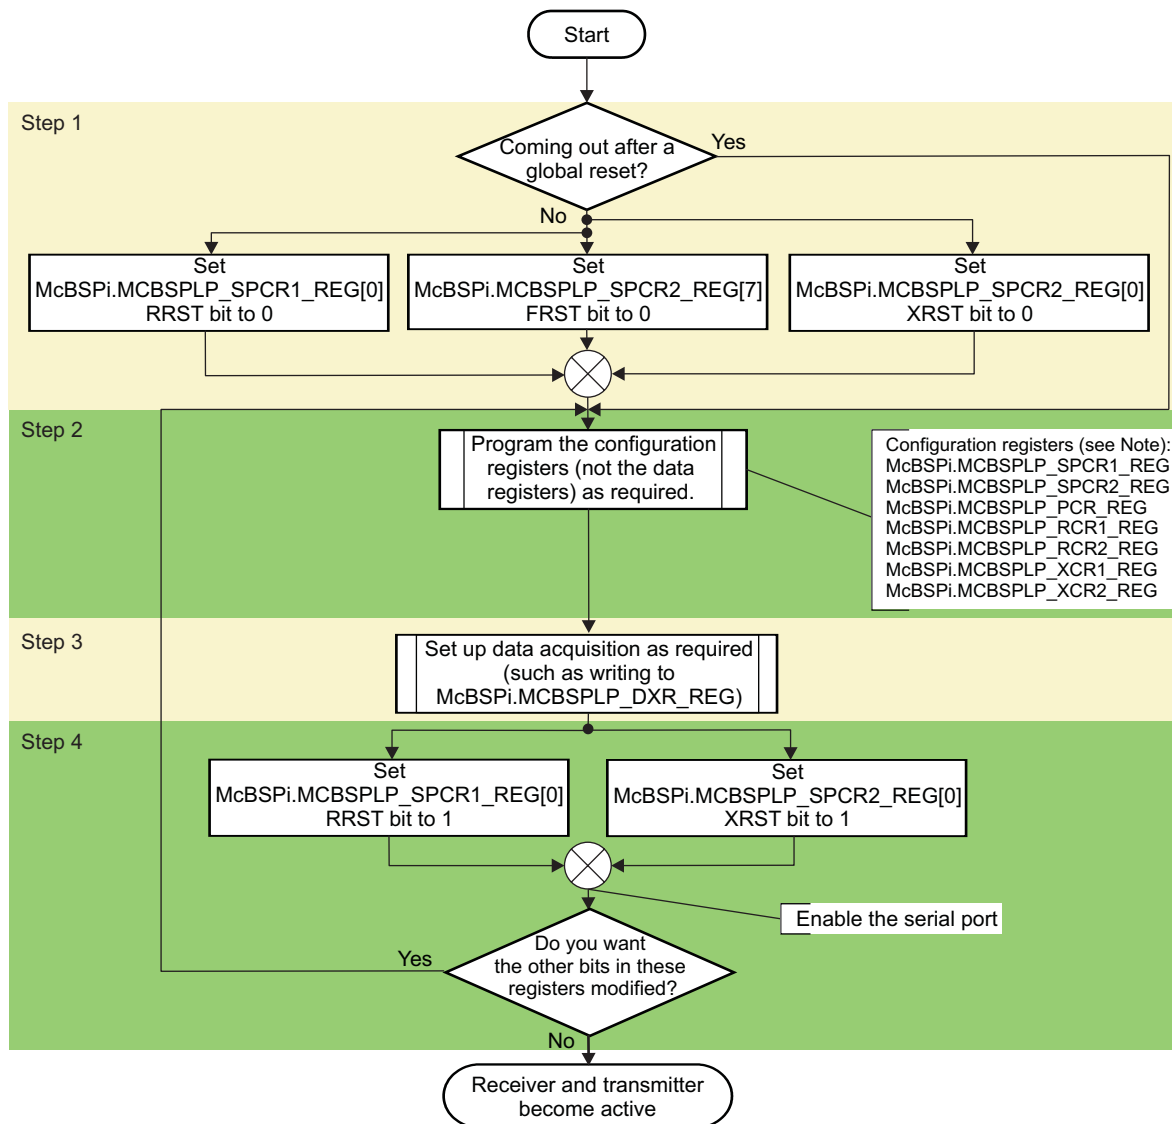 Start
Step 1
Coming out after a
global reset?
Yes
No
Set
McBSPi.MCBSPLP_SPCR1_REG[0]
RRST bit to 0
Set
McBSPi.MCBSPLP_SPCR2_REG[7]
FRST bit to 0
Set
McBSPi.MCBSPLP_SPCR2_REG[0]
XRST bit to 0
Step 2
Program the configuration
registers (not the data
registers) as required.
Configuration registers (see Note):
McBSPi.MCBSPLP_SPCR1_REG
McBSPi.MCBSPLP_SPCR2_REG
McBSPi.MCBSPLP_PCR_REG
McBSPi.MCBSPLP_RCR1_REG
McBSPi.MCBSPLP_RCR2_REG
McBSPi.MCBSPLP_XCR1_REG
McBSPi.MCBSPLP_XCR2_REG
Step 3
Set up data acquisition as required
(such as writing to
McBSPi.MCBSPLP_DXR_REG)
Step 4
Set
McBSPi.MCBSPLP_SPCR1_REG[0]
RRST bit to 1
Set
McBSPi.MCBSPLP_SPCR2_REG[0]
XRST bit to 1
Enable the serial port
Do you want
the other bits in these
registers modified?
Yes
No
Receiver and transmitter
become active